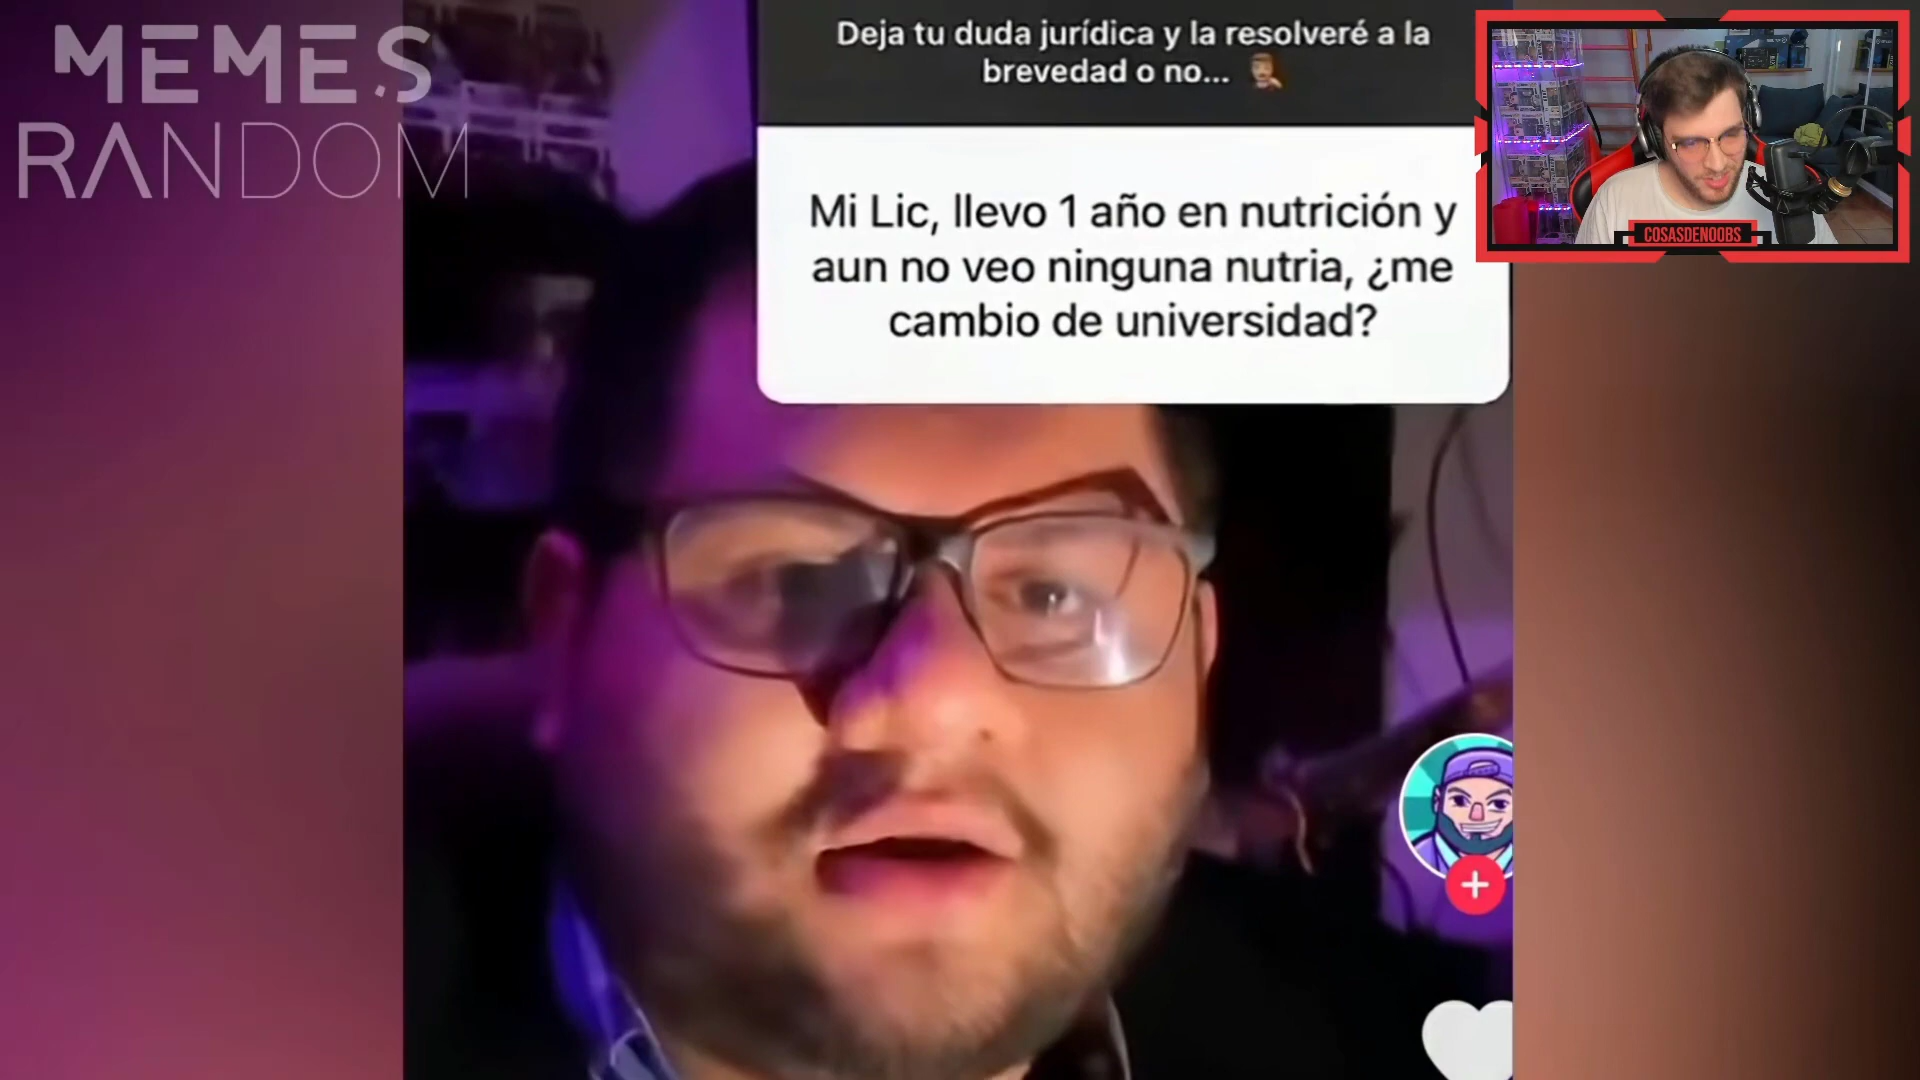 MEMES
RANDOM
Deja tu duda jurídica y la resolveré a la
brevedad o no...
Mi Lic, llevo 1 año en nutrición y
aun no veo ninguna nutria, ¿me
cambio de universidad?
COSASDENOOBS